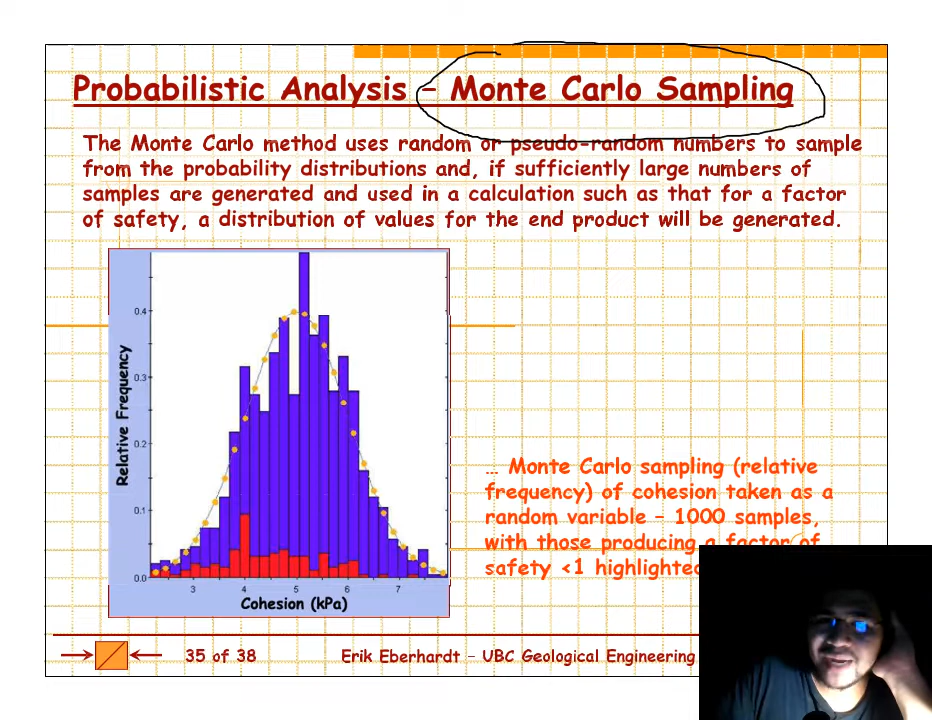 Probabilistic Analysis – Monte Carlo Sampling
The Monte Carlo method uses random or pseudo-random numbers to sample
from the probability distributions and, if sufficiently large numbers of
samples are generated and used in a calculation such as that for a factor
of safety, a distribution of values for the end product will be generated.
Relative Frequency
0.4
0.3
0.2
0.1
0.0
3 4 5 6 7
Cohesion (kPa)
… Monte Carlo sampling (relative
frequency) of cohesion taken as a
random variable – 1000 samples,
with those producing a factor of
safety <1 highlighted
35 of 38
Erik Eberhardt – UBC Geological Engineering